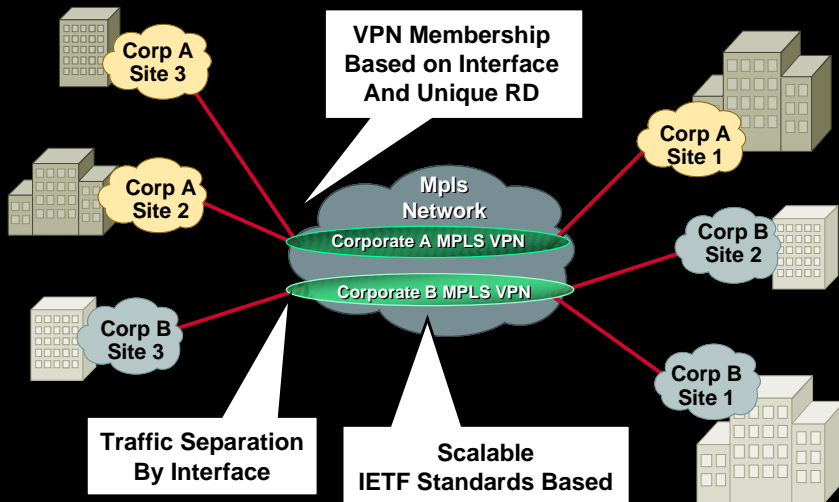 Corp A
Site 3
VPN Membership
Based on Interface
And Unique RD
Corp A
Site 1
Corp A
Site 2
Mpls
Network
Corporate A MPLS VPN
Corp B
Site 2
Corporate B MPLS VPN
Corp B
Site 3
Corp B
Site 1
Traffic Separation
By Interface
Scalable
IETF Standards Based